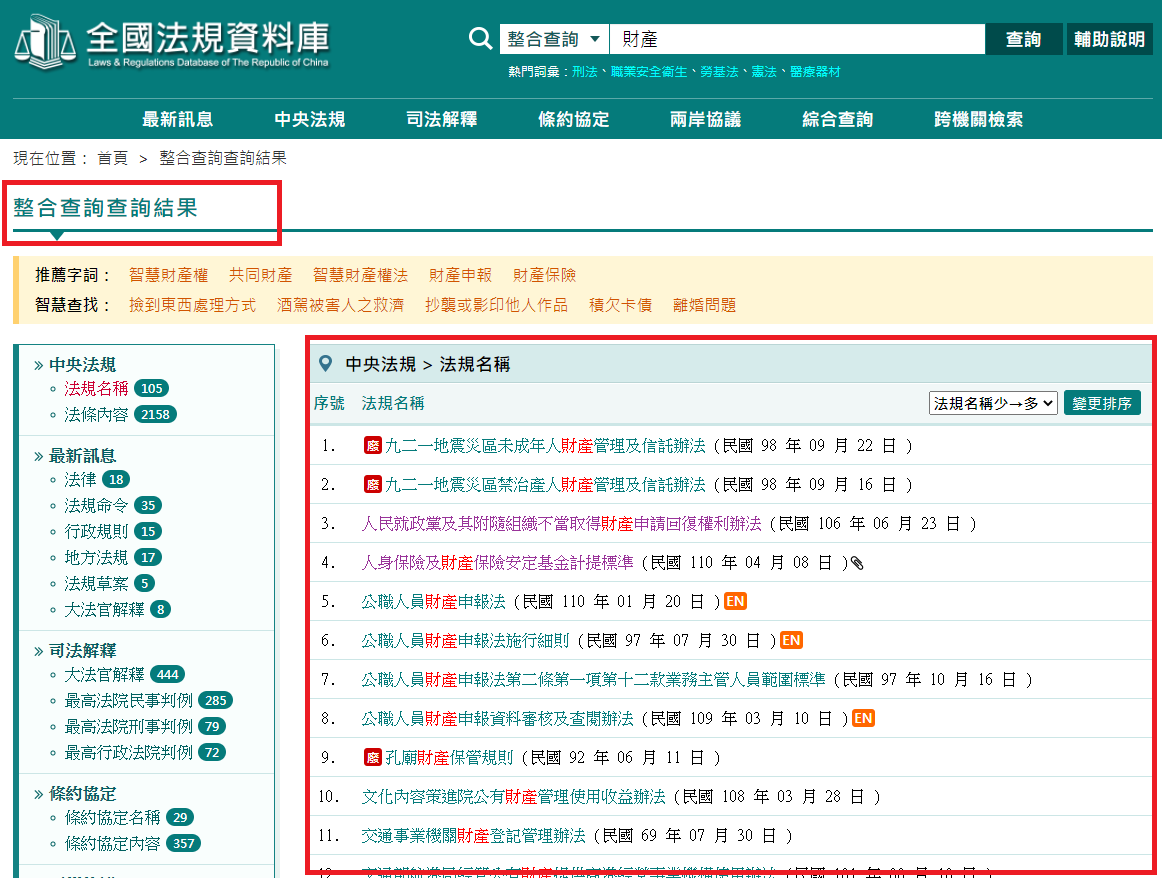 全國法規資料庫
Laws & Regulations Database of The Republic of China
整合查詢 財產 查詢 輔助說明
熱門詞彙：刑法、職業安全衛生、勞基法、憲法、醫療器材
最新訊息 中央法規 司法解釋 條約協定 兩岸協議 綜合查詢 跨機關檢索
現在位置： 首頁 > 整合查詢查詢結果
整合查詢查詢結果
推薦字詞： 智慧財產權 共同財產 智慧財產權法 財產申報 財產保險
智慧查找： 撿到東西處理方式 酒駕被害人之救濟 抄襲或影印他人作品 積欠卡債 離婚問題
» 中央法規
法規名稱 105
法條內容 2158
» 最新訊息
法律 18
法規命令 35
行政規則 15
地方法規 17
法規草案 5
大法官解釋 8
» 司法解釋
大法官解釋 444
最高法院民事判例 285
最高法院刑事判例 79
最高行政法院判例 72
» 條約協定
條約協定名稱 29
條約協定內容 357
中央法規 > 法規名稱
序號 法規名稱 法規名稱少→多 變更排序
1. 廢 九二一地震災區未成年人財產管理及信託辦法 (民國 98 年 09 月 22 日 )
2. 廢 九二一地震災區禁治產人財產管理及信託辦法 (民國 98 年 09 月 16 日 )
3. 人民就政黨及其附隨組織不當取得財產申請回復權利辦法 (民國 106 年 06 月 23 日 )
4. 人身保險及財產保險安定基金計提標準 (民國 110 年 04 月 08 日 )
5. 公職人員財產申報法 (民國 110 年 01 月 20 日 ) EN
6. 公職人員財產申報法施行細則 (民國 97 年 07 月 30 日 ) EN
7. 公職人員財產申報法第二條第一項第十二款業務主管人員範圍標準 (民國 97 年 10 月 16 日 )
8. 公職人員財產申報資料審核及查閱辦法 (民國 109 年 03 月 10 日 ) EN
9. 廢 孔廟財產保管規則 (民國 92 年 06 月 11 日 )
10. 文化內容策進院公有財產管理使用收益辦法 (民國 108 年 03 月 28 日 )
11. 交通事業機關財產登記管理辦法 (民國 69 年 07 月 30 日 )